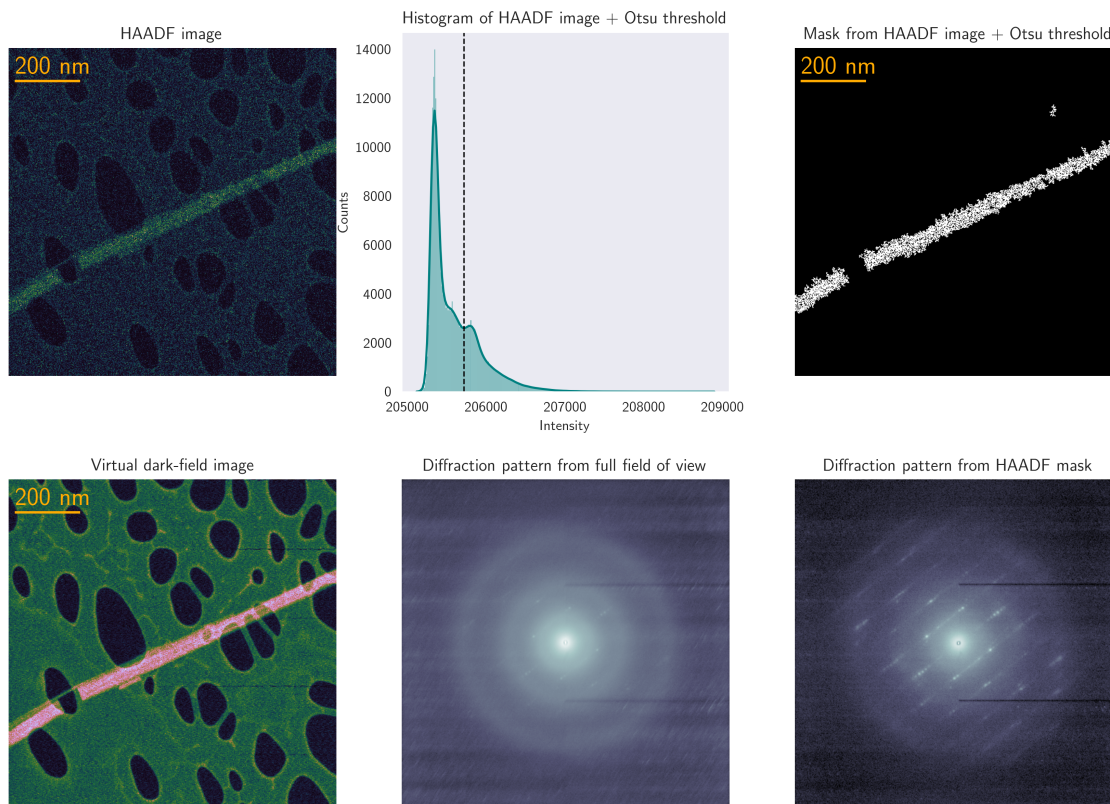 HAADF image
200 nm
Histogram of HAADF image + Otsu threshold
Counts
14000
12000
10000
8000
6000
4000
2000
0
205000 206000 207000 208000 209000
Intensity
Mask from HAADF image + Otsu threshold
200 nm
Virtual dark-field image
200 nm
Diffraction pattern from full field of view
Diffraction pattern from HAADF mask